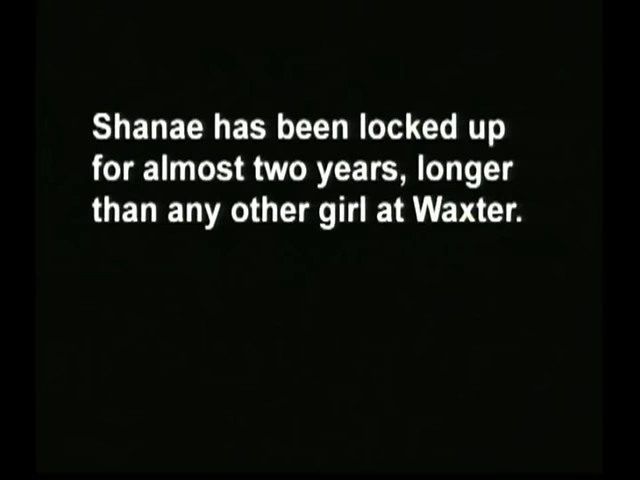 Shanae has been locked up
for almost two years, longer
than any other girl at Waxter.